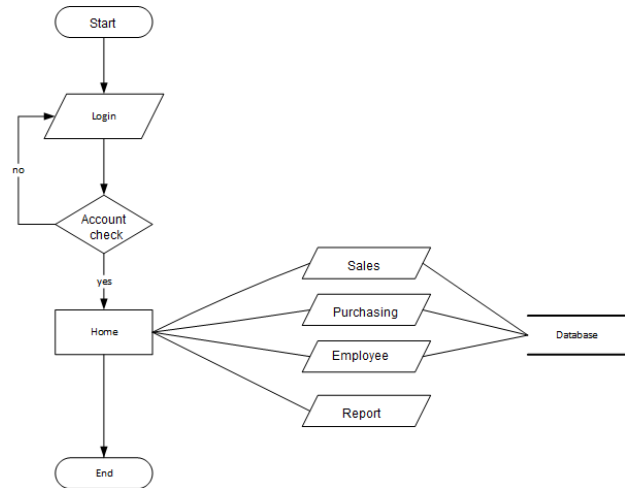 Start
Login
no
Account
check
yes
Home
Sales
Purchasing
Employee
Report
Database
End